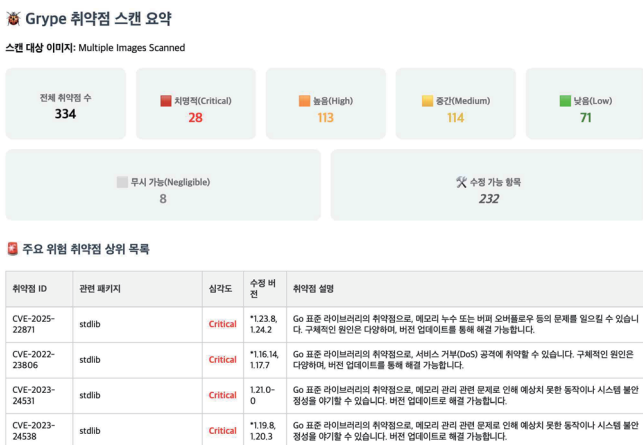 Grype 취약점 스캔 요약
스캔 대상 이미지: Multiple Images Scanned
전체 취약점 수
334
치명적(Critical)
28
높음(High)
113
중간(Medium)
114
낮음(Low)
71
무시 가능(Negligible)
8
수정 가능 항목
232
주요 위험 취약점 상위 목록
취약점 ID
관련 패키지
심각도
수정 버
전
취약점 설명
CVE-2025-
22871
stdlib
Critical
*1.23.8,
1.24.2
Go 표준 라이브러리의 취약점으로, 메모리 누수 또는 버퍼 오버플로우 등의 문제를 일으킬 수 있습니
다. 구체적인 원인은 다양하며, 버전 업데이트를 통해 해결 가능합니다.
CVE-2022-
23806
stdlib
Critical
*1.16.14,
1.17.7
Go 표준 라이브러리의 취약점으로, 서비스 거부(DoS) 공격에 취약할 수 있습니다. 구체적인 원인은
다양하며, 버전 업데이트를 통해 해결 가능합니다.
CVE-2023-
24531
stdlib
Critical
1.21.0-
0
Go 표준 라이브러리의 취약점으로, 메모리 관리 관련 문제로 인해 예상치 못한 동작이나 시스템 불안
정성을 야기할 수 있습니다. 버전 업데이트로 해결 가능합니다.
CVE-2023-
24538
stdlib
Critical
*1.19.8,
1.20.3
Go 표준 라이브러리의 취약점으로, 메모리 관리 관련 문제로 인해 예상치 못한 동작이나 시스템 불안
정성을 야기할 수 있습니다. 버전 업데이트로 해결 가능합니다.